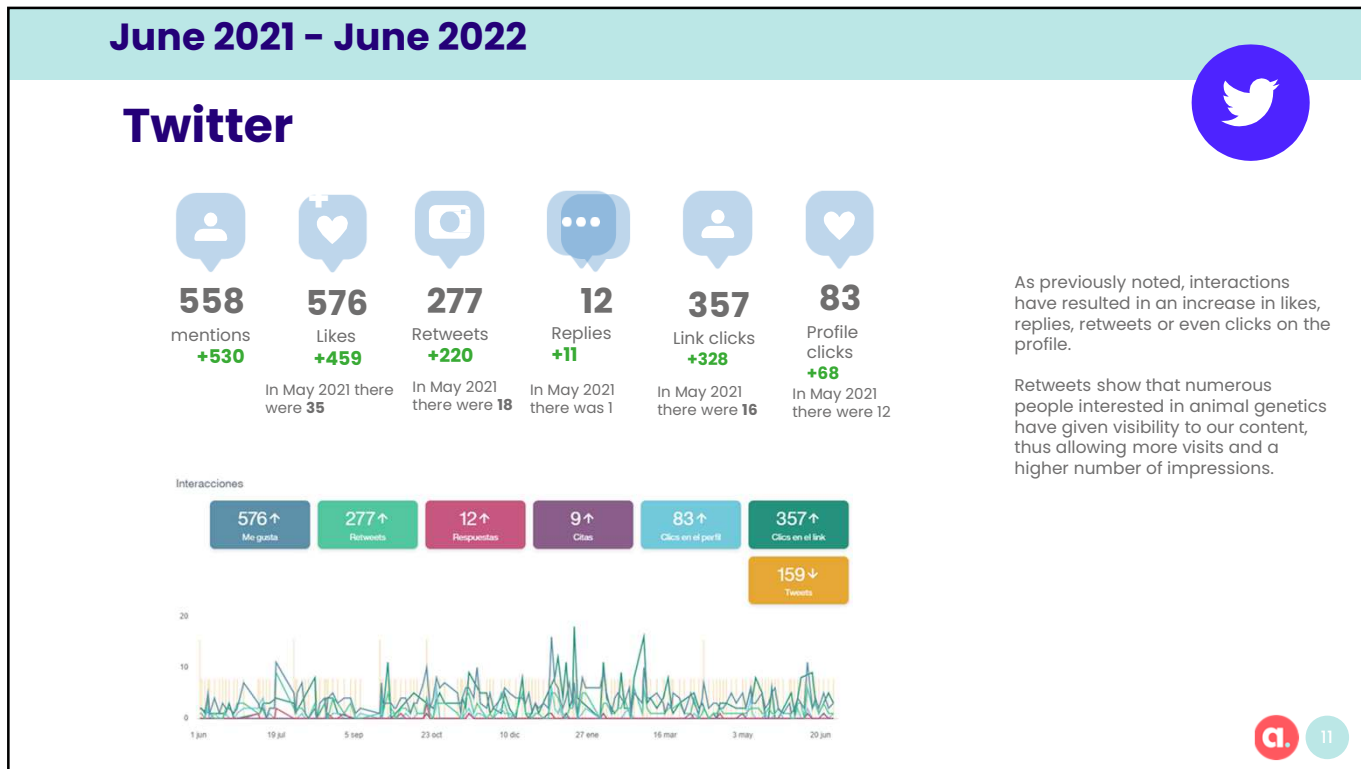 June 2021 - June 2022
Twitter
558
mentions
+530
576
Likes
+459
In May 2021 there
were 35
277
Retweets
+220
In May 2021
there were 18
12
Replies
+11
In May 2021
there was 1
357
Link clicks
+328
In May 2021
there were 16
83
Profile
clicks
+68
In May 2021
there were 12
As previously noted, interactions
have resulted in an increase in likes,
replies, retweets or even clicks on the
profile.
Retweets show that numerous
people interested in animal genetics
have given visibility to our content,
thus allowing more visits and a
higher number of impressions.
Interacciones
576↑
Me gusta
277↑
Retweets
12↑
Respuestas
9↑
Citas
83↑
Clics en el perfil
357↑
Clics en el link
159↓
Tweets
20
10
0
1 jun
19 jul
5 sep
23 oct
10 dic
27 ene
16 mar
3 may
20 jun
a.
11